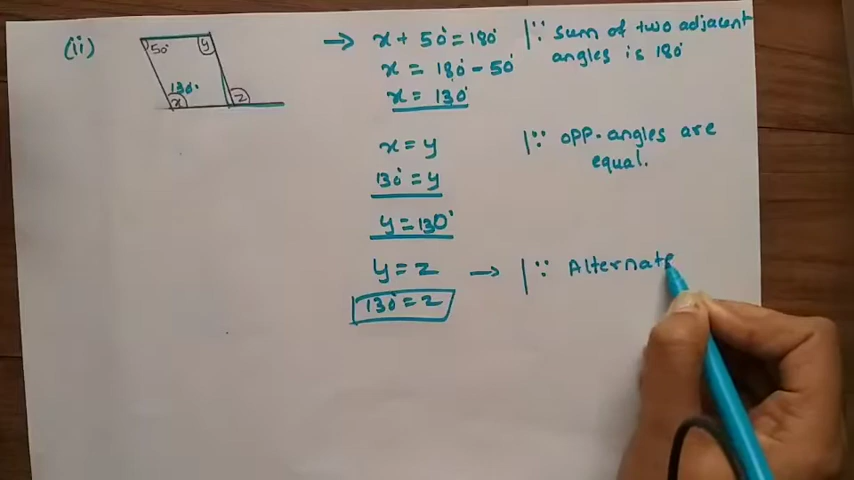 (ii) 50° y 130° x z
→ x + 50° = 180° |∵ sum of two adjacent
angles is 180°
x = 180° - 50°
x = 130°
x = y |∵ opp. angles are
equal.
130° = y
y = 130°
y = z → |∵ Alternate
130° = z